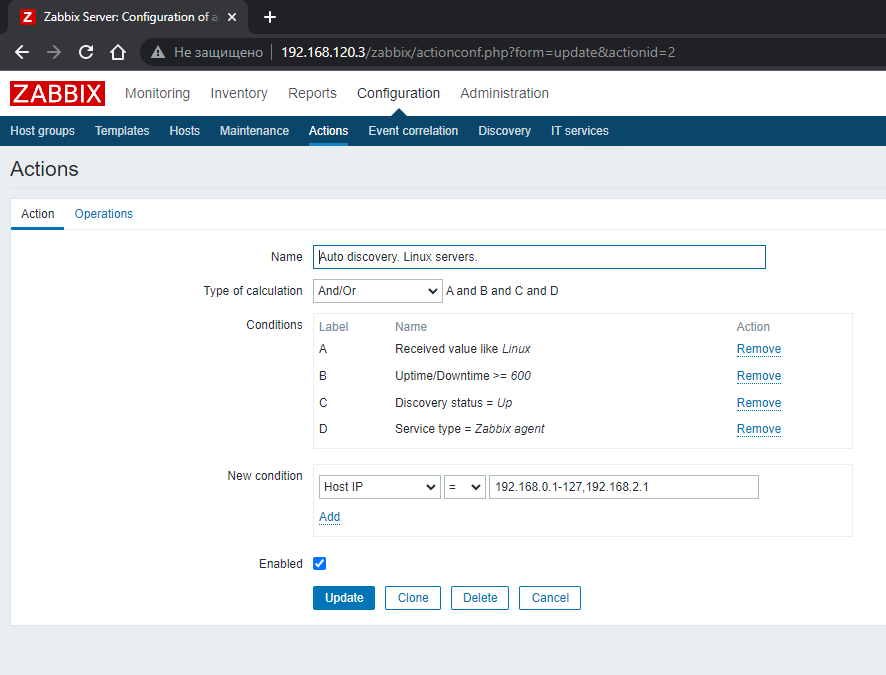 Z Zabbix Server: Configuration of a
Не защищено 192.168.120.3/zabbix/actionconf.php?form=update&actionid=2
ZABBIX Monitoring Inventory Reports Configuration Administration
Host groups Templates Hosts Maintenance Actions Event correlation Discovery IT services
Actions
Action Operations
Name Auto discovery. Linux servers.
Type of calculation And/Or A and B and C and D
Conditions Label Name Action
A Received value like Linux Remove
B Uptime/Downtime >= 600 Remove
C Discovery status = Up Remove
D Service type = Zabbix agent Remove
New condition Host IP = 192.168.0.1-127,192.168.2.1
Add
Enabled
Update Clone Delete Cancel